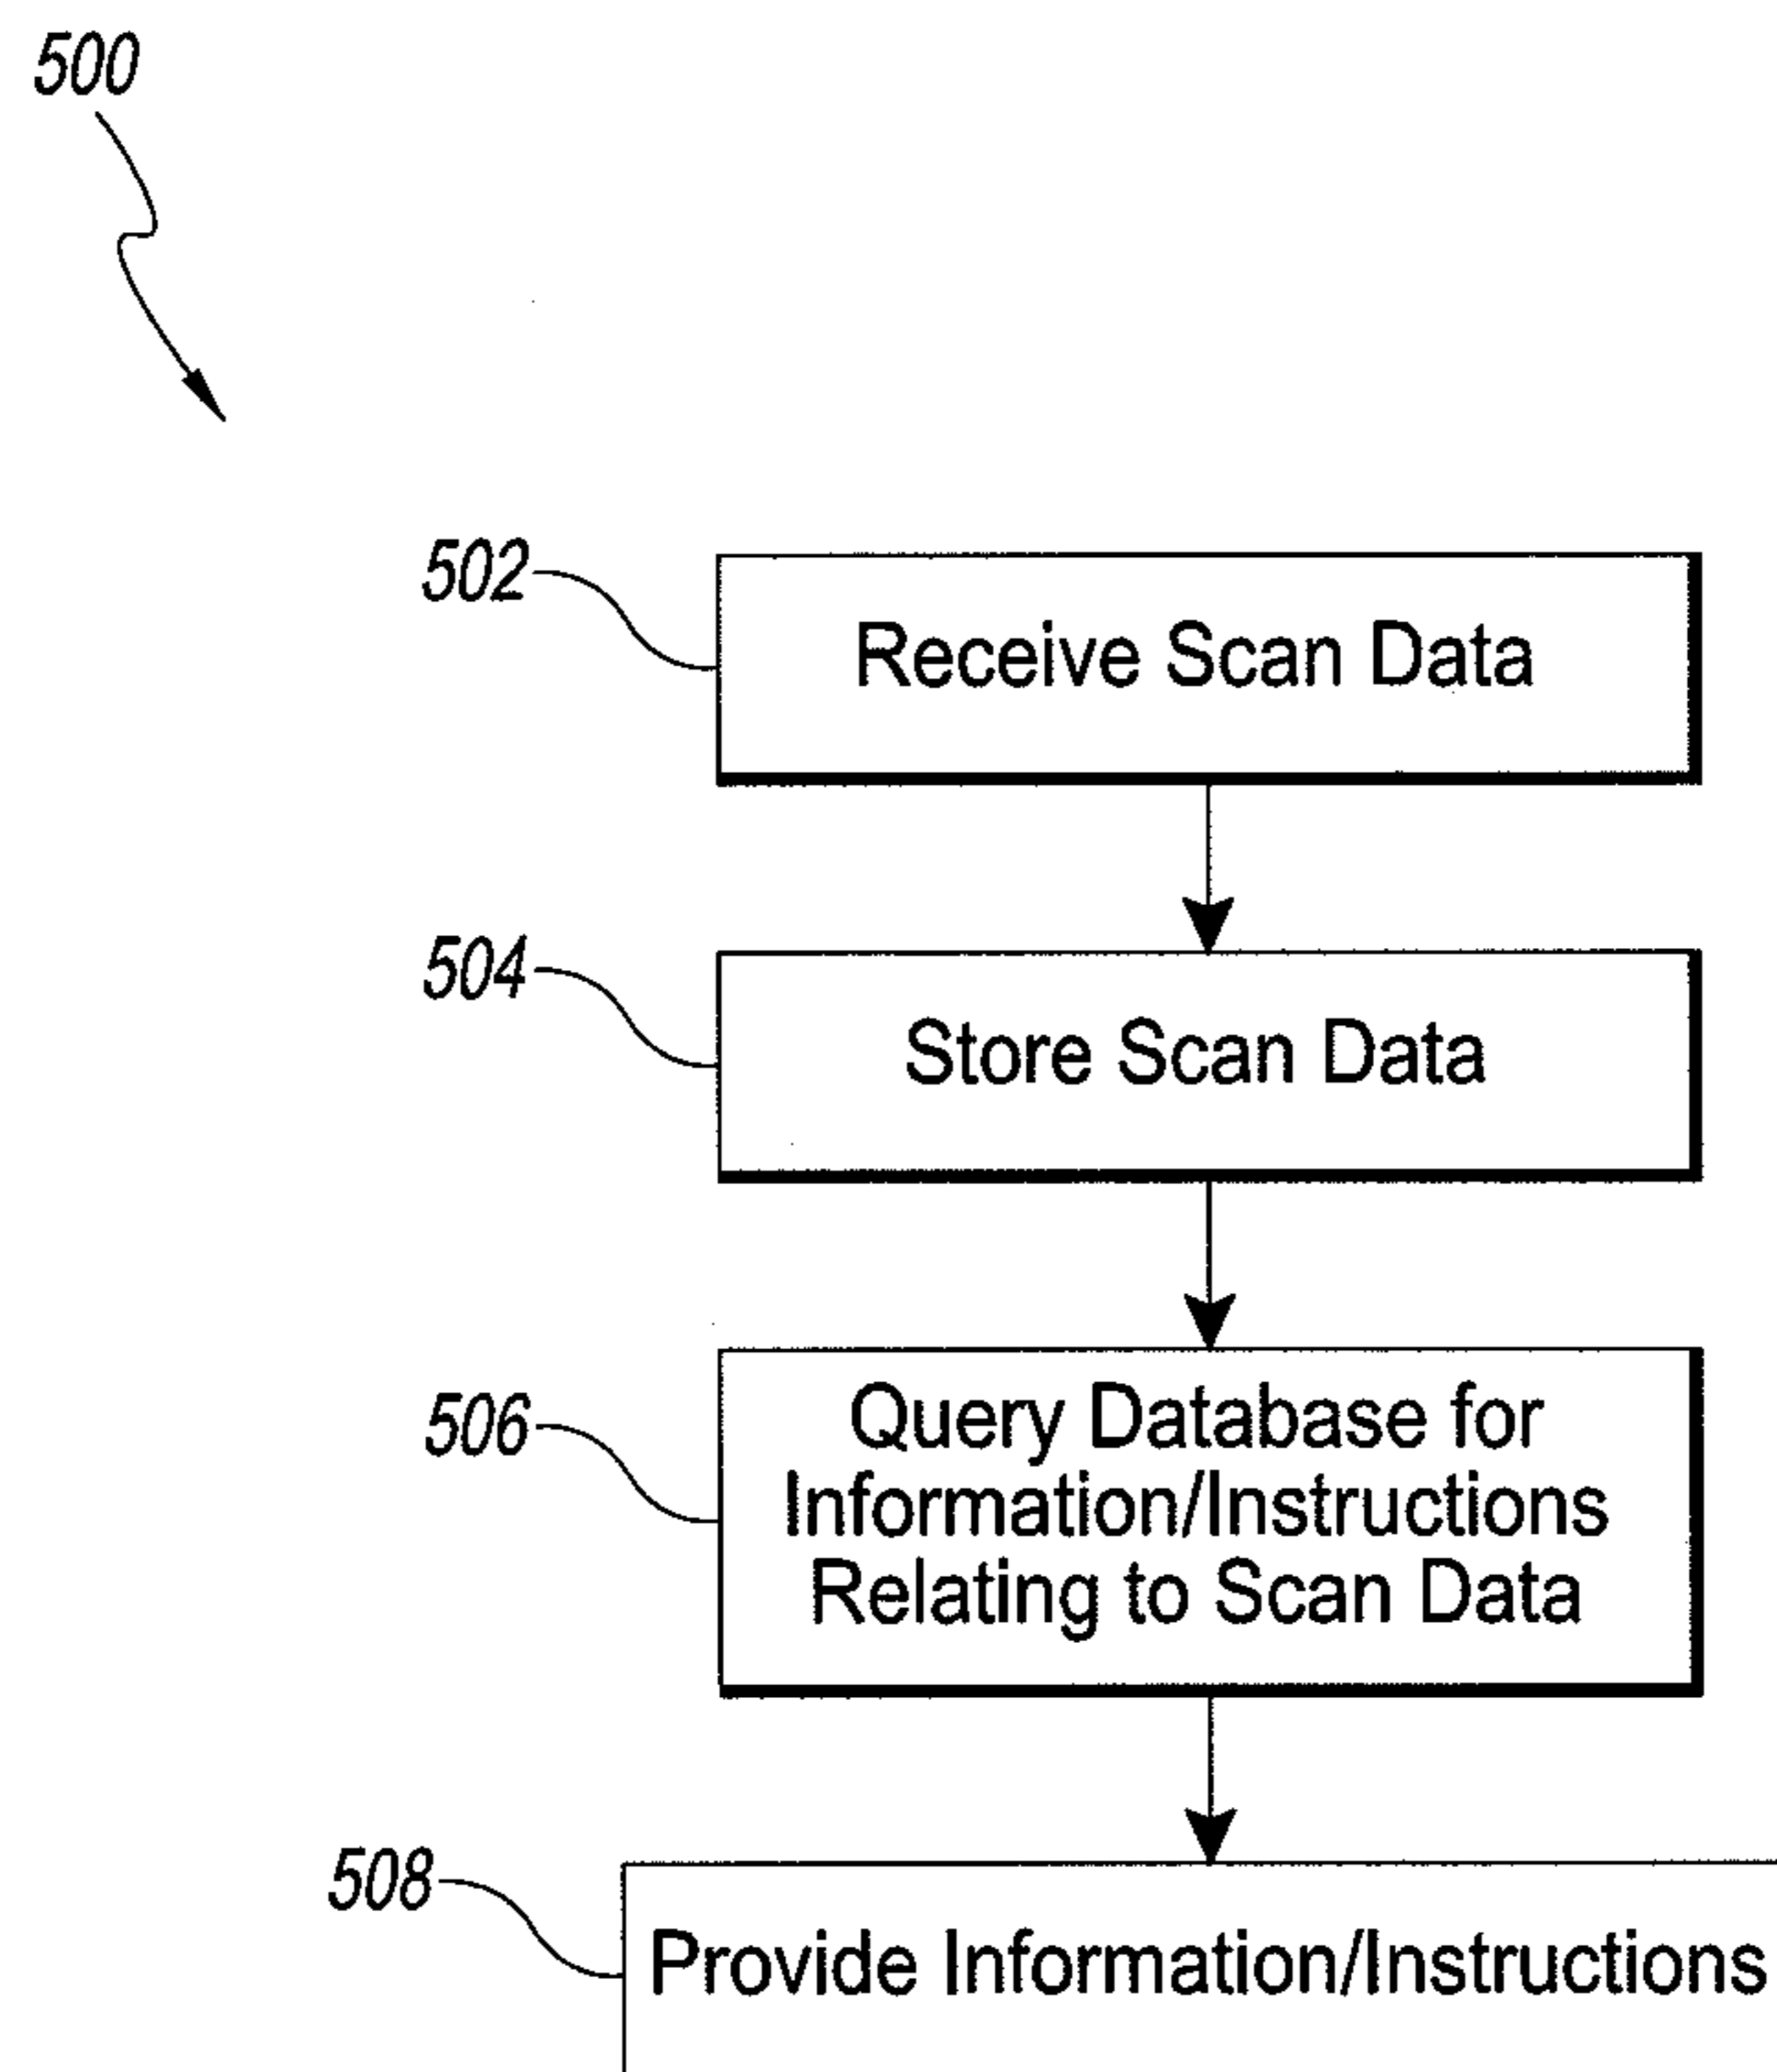 500
502
Receive Scan Data
504
Store Scan Data
506
Query Database for
Information/Instructions
Relating to Scan Data
508
Provide Information/Instructions